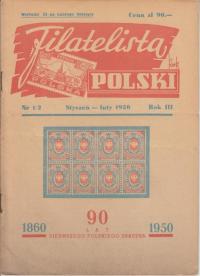 Cena zł 90.—
Filatelista
POLSKI
Nr 1/2
Styczeń — luty 1950
Rok III
1860
90
1950
LAT
PIERWSZEGO POLSKIEGO ZNACZKA